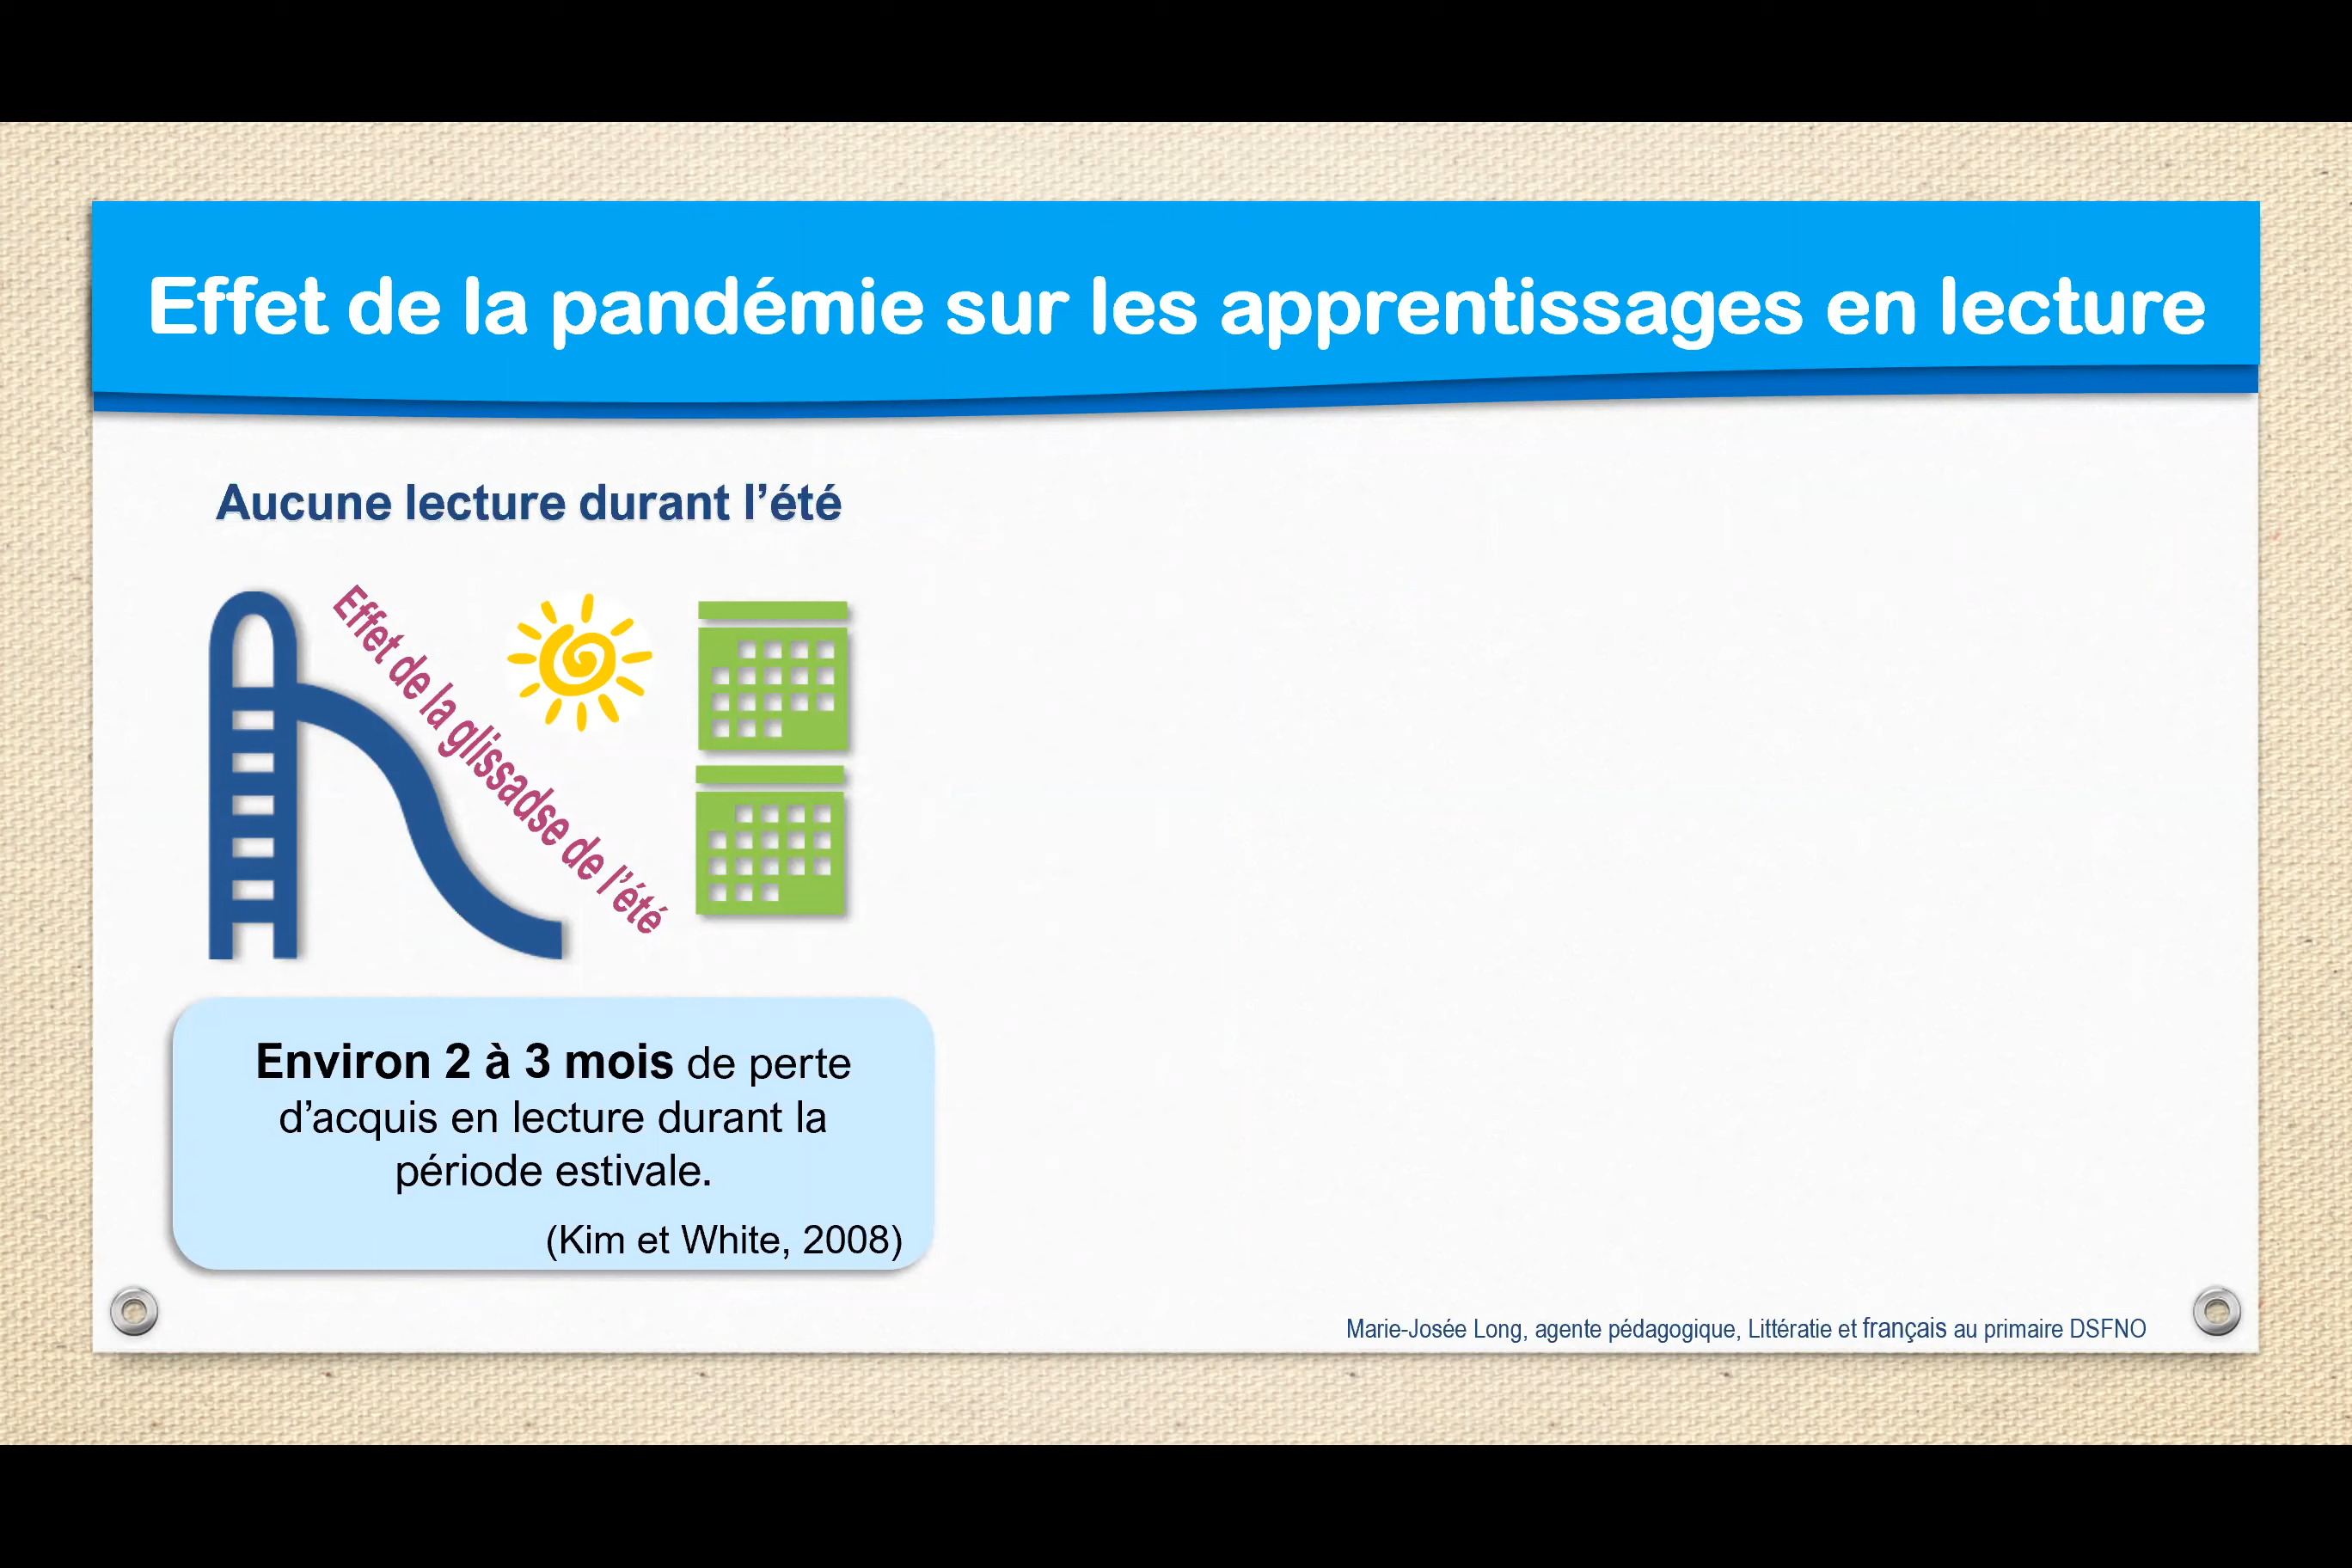 Effet de la pandémie sur les apprentissages en lecture
Aucune lecture durant l’été
Effet de la glissadse de l’été
Environ 2 à 3 mois de perte
d’acquis en lecture durant la
période estivale.
(Kim et White, 2008)
Marie-Josée Long, agente pédagogique, Littératie et français au primaire DSFNO